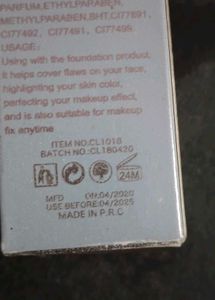 PARFUM,ETHYLPARABEN,
METHYLPARABEN,BHT,CI77891,
CI77492, CI77491, CI77499.
USAGE:
Using with the foundation product,
it helps cover flaws on your face,
highlighting your skin color,
perfecting your makeup effect,
and is also suitable for makeup
fix anytime
ITEM NO:CL1018
BATCH NO:CL180420
24M
MFD ON:04/2020
USE BEFORE:04/2025
MADE IN P.R.C